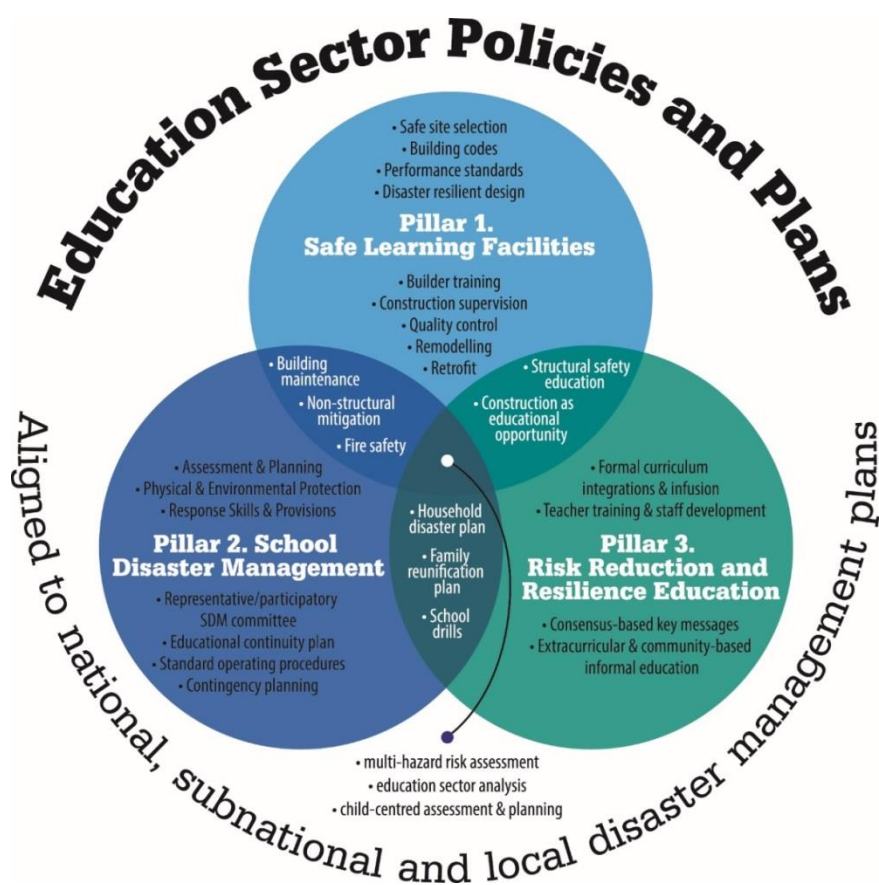 Education Sector Policies and Plans
• Safe site selection
• Building codes
• Performance standards
• Disaster resilient design
Pillar 1.
Safe Learning Facilities
• Builder training
• Construction supervision
• Quality control
• Remodelling
• Retrofit
• Building
maintenance
• Non-structural
mitigation
• Fire safety
• Structural safety
education
• Construction as
educational
opportunity
• Assessment & Planning
• Physical & Environmental Protection
• Response Skills & Provisions
Pillar 2. School
Disaster Management
• Representative/participatory
SDM committee
• Educational continuity plan
• Standard operating procedures
• Contingency planning
• Household
disaster plan
• Family
reunification
plan
• School
drills
• Formal curriculum
integrations & infusion
• Teacher training & staff development
Pillar 3.
Risk Reduction and
Resilience Education
• Consensus-based key messages
• Extracurricular & community-based
informal education
• multi-hazard risk assessment
• education sector analysis
• child-centred assessment & planning
Aligned to national, subnational and local disaster management plans